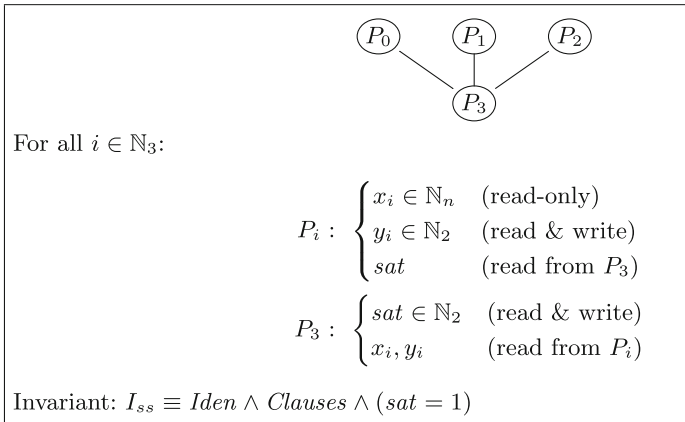 P₀ P₁ P₂
P₃
For all i ∈ ℕ₃:
xᵢ ∈ ℕₙ (read-only)
Pᵢ : { yᵢ ∈ ℕ₂ (read & write)
sat (read from P₃)
P₃ : { sat ∈ ℕ₂ (read & write)
xᵢ, yᵢ (read from Pᵢ)
Invariant: Iₛₛ ≡ Iden ∧ Clauses ∧ (sat = 1)